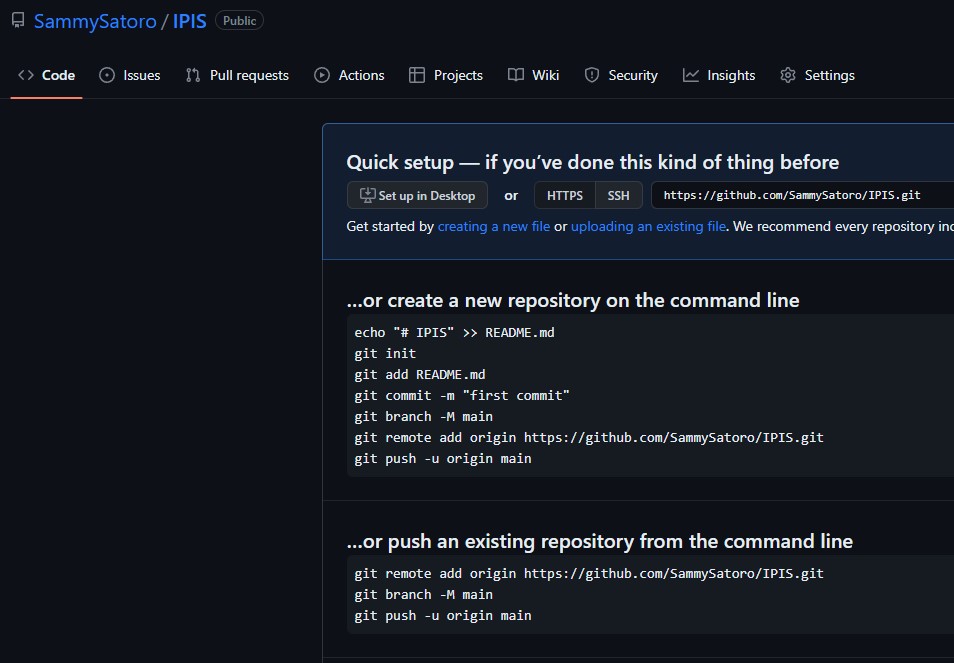 SammySatoro / IPIS Public
Code Issues Pull requests Actions Projects Wiki Security Insights Settings
Quick setup — if you’ve done this kind of thing before
Set up in Desktop or HTTPS SSH https://github.com/SammySatoro/IPIS.git
Get started by creating a new file or uploading an existing file. We recommend every repository
…or create a new repository on the command line
echo "# IPIS" >> README.md
git init
git add README.md
git commit -m "first commit"
git branch -M main
git remote add origin https://github.com/SammySatoro/IPIS.git
git push -u origin main
…or push an existing repository from the command line
git remote add origin https://github.com/SammySatoro/IPIS.git
git branch -M main
git push -u origin main